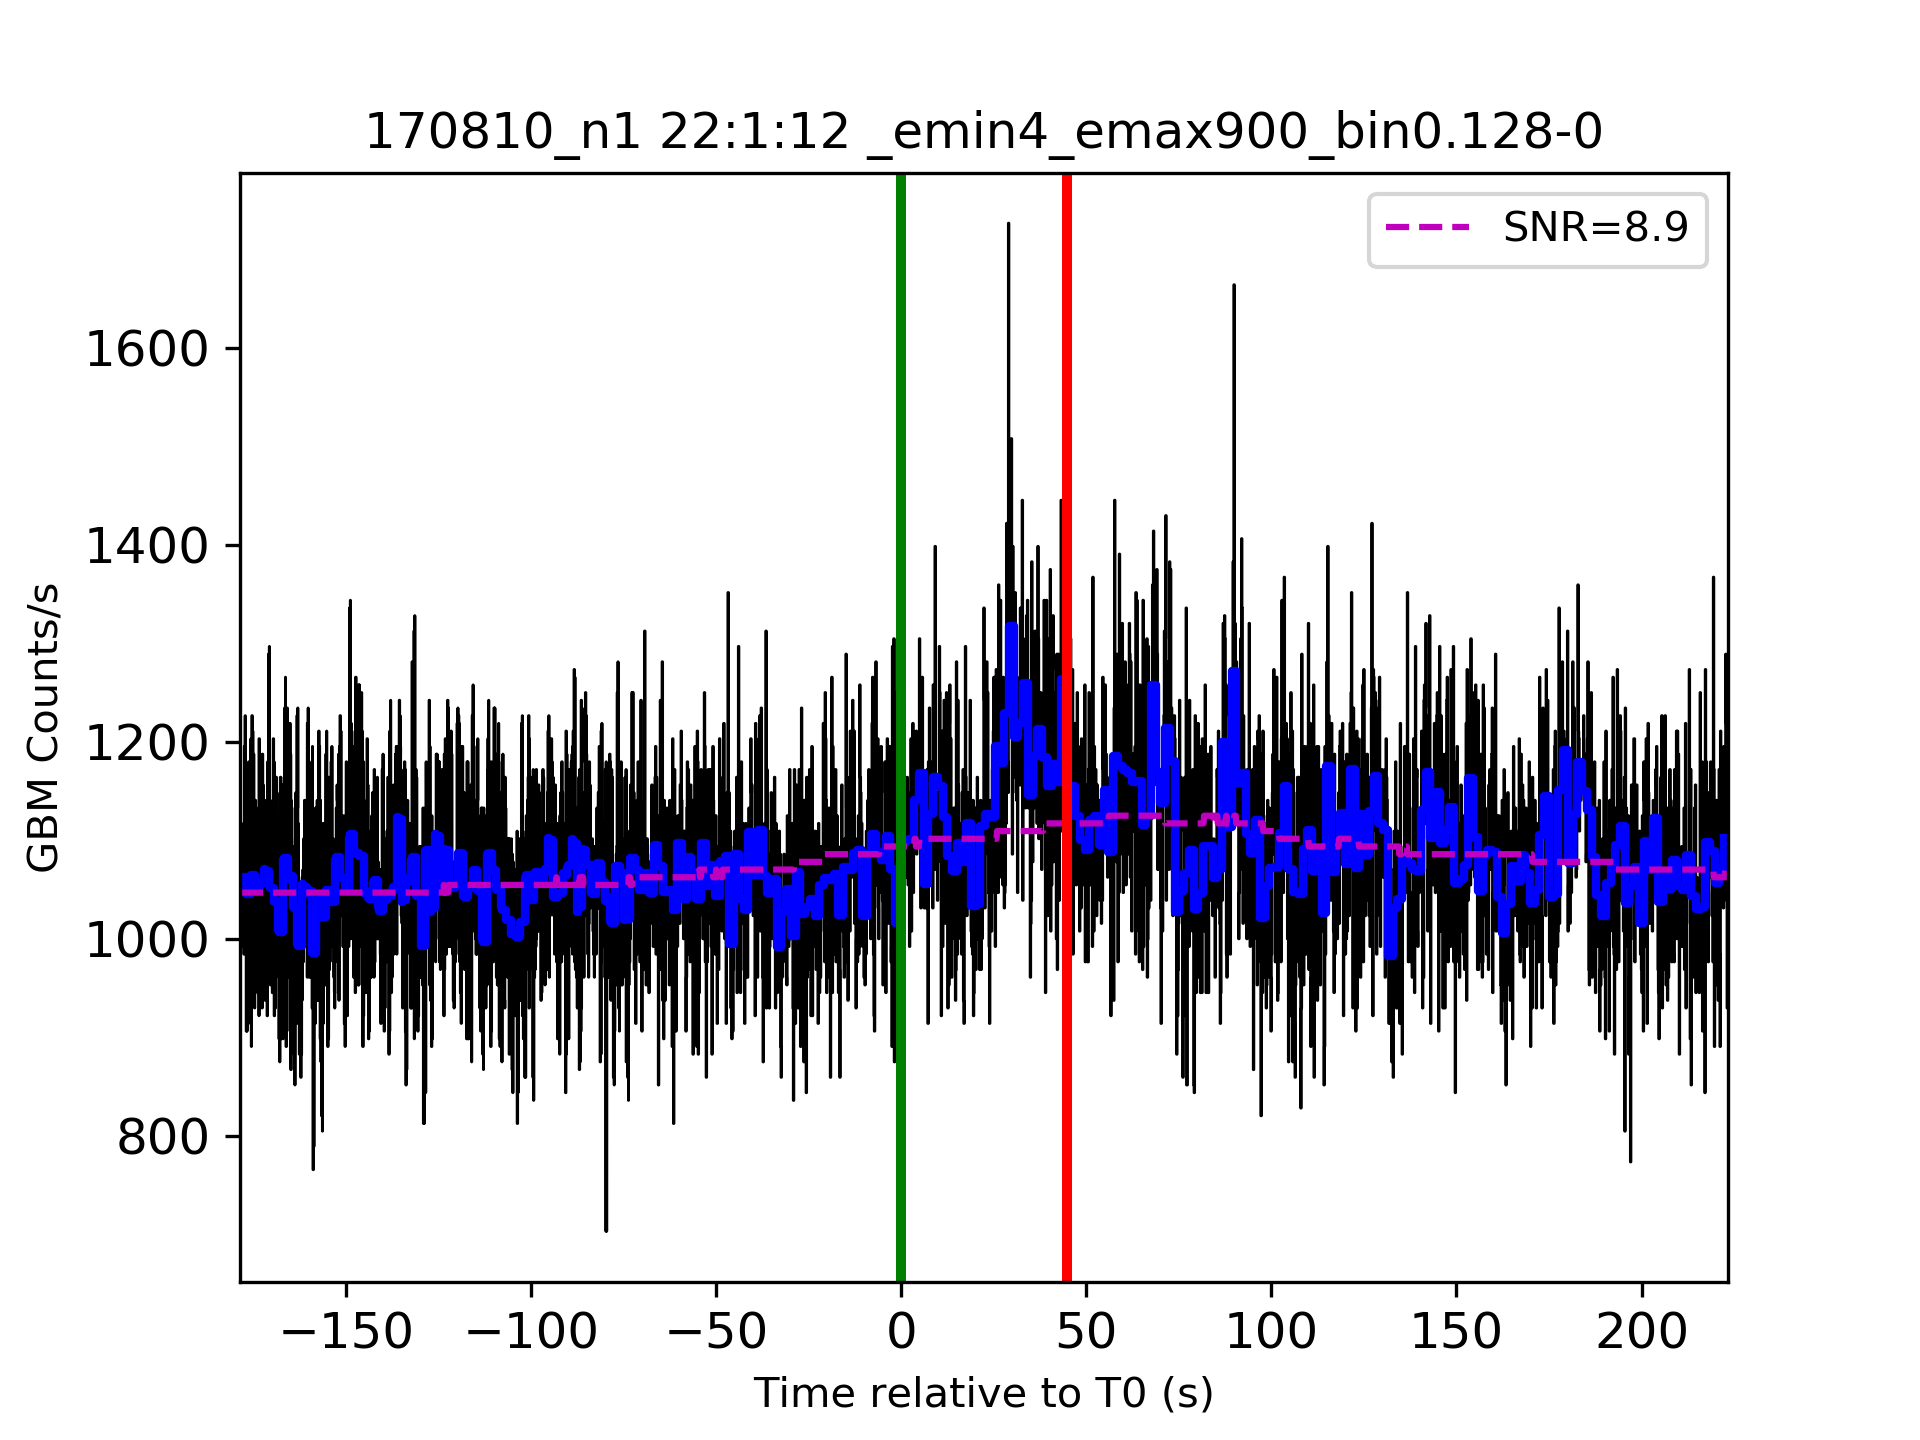 170810_n1 22:1:12 _emin4_emax900_bin0.128-0
SNR=8.9
GBM Counts/s
1600
1400
1200
1000
800
−150 −100 −50 0 50 100 150 200
Time relative to T0 (s)